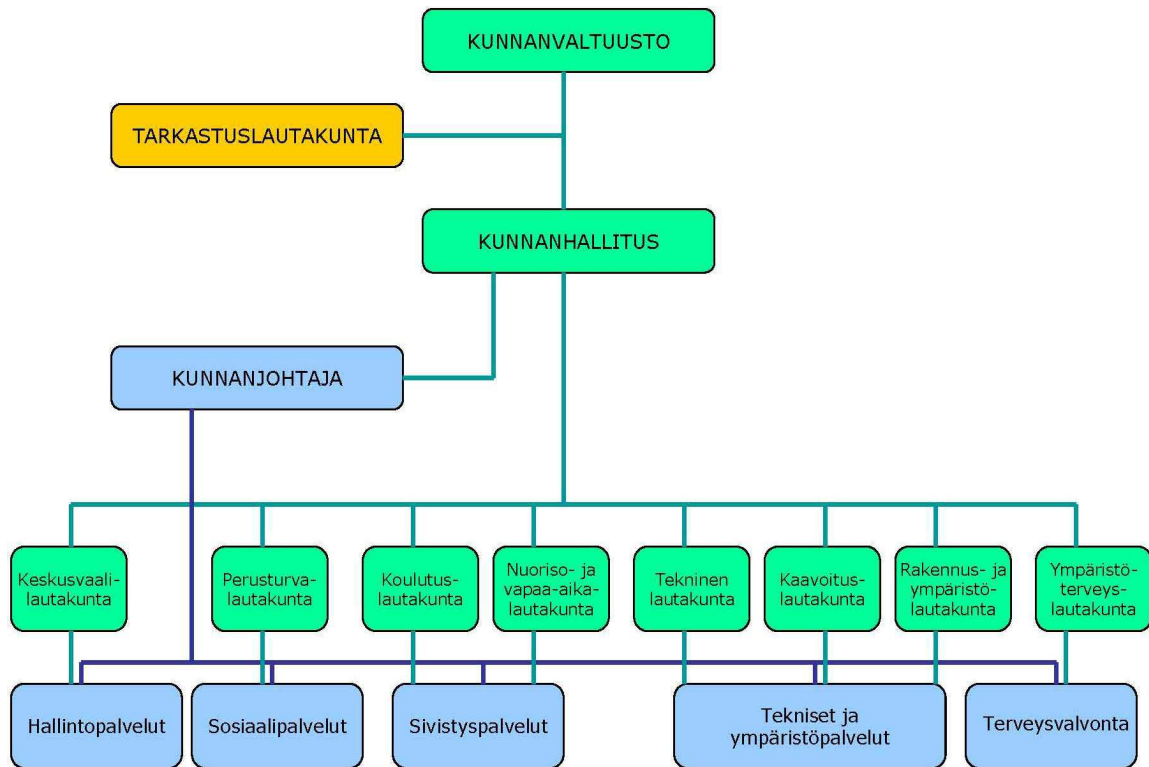 KUNNANVALTUUSTO
TARKASTUSLAUTAKUNTA
KUNNANHALLITUS
KUNNANJOHTAJA
Keskusvaali-
lautakunta
Perusturva-
lautakunta
Koulutus-
lautakunta
Nuoriso- ja
vapaa-aika-
lautakunta
Tekninen
lautakunta
Kaavoitus-
lautakunta
Rakennus- ja
ympäristö-
lautakunta
Ympäristö-
terveys-
lautakunta
Hallintopalvelut
Sosiaalipalvelut
Sivistyspalvelut
Tekniset ja
ympäristöpalvelut
Terveysvalvonta